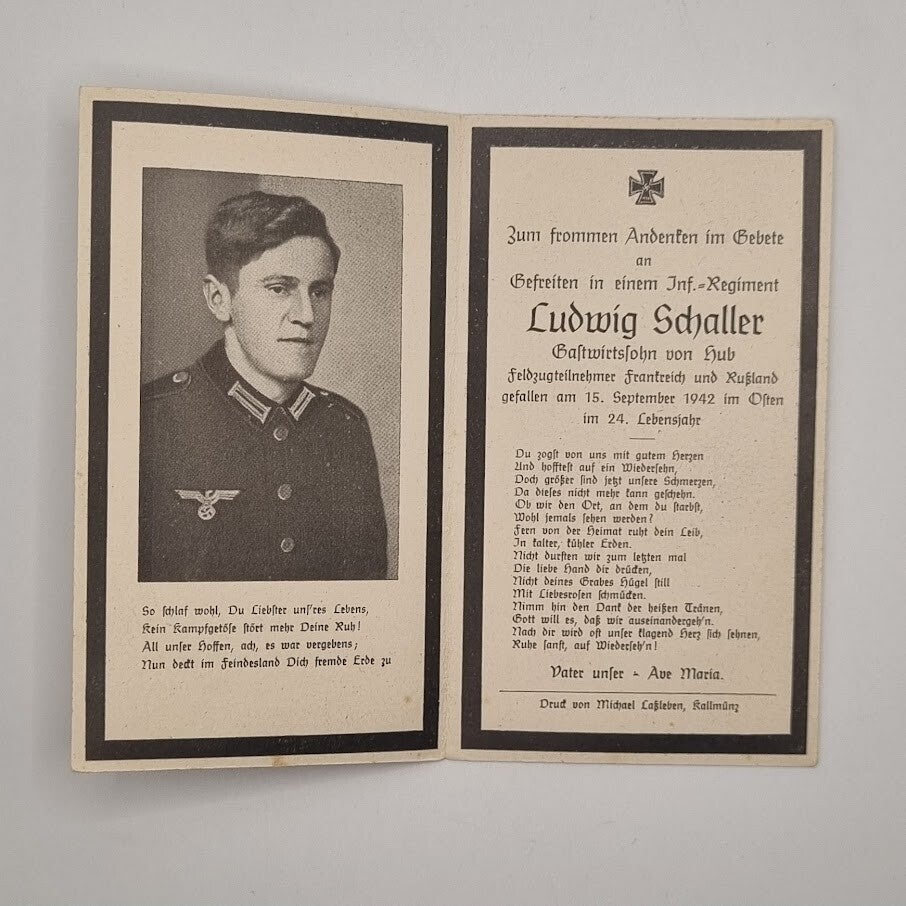 So schlaf wohl, Du Liebster uns'res Lebens,
Kein Kampfgetöse stört mehr Deine Ruh!
All unser Hoffen, ach, es war vergebens;
Nun deckt im Feindesland Dich fremde Erde zu
Zum frommen Andenken im Gebete
an
Gefreiten in einem Inf.-Regiment
Ludwig Schaller
Gastwirtssohn von Hub
Feldzugteilnehmer Frankreich und Rußland
gefallen am 15. September 1942 im Osten
im 24. Lebensjahr
Du zogst von uns mit gutem Herzen
Und hofftest auf ein Wiedersehn,
Doch größer sind jetzt unsere Schmerzen,
Da dieses nicht mehr kann geschehn.
Ob wir den Ort, an dem du starbst,
Wohl jemals sehen werden?
Fern von der Heimat ruht dein Leib,
In kalter, kühler Erden.
Nicht durften wir zum letzten mal
Die liebe Hand dir drücken,
Nicht deines Grabes Hügel still
Mit Liebesrosen schmücken.
Nimm hin den Dank der heißen Tränen,
Gott will es, daß wir auseinandergeh'n.
Nach dir wird oft unser klagend Herz sich sehnen,
Ruhe sanft, auf Wiederseh'n!
Vater unser - Ave Maria.
Druck von Michael Laßleben, Kallmünz